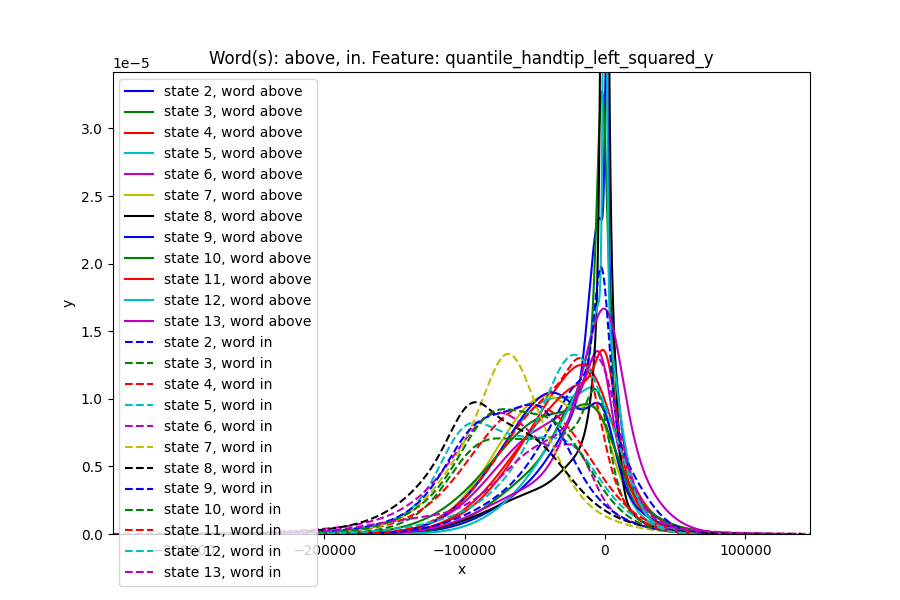 Word(s): above, in. Feature: quantile_handtip_left_squared_y
1e−5
3.0
2.5
2.0
1.5
1.0
0.5
0.0
y
state 2, word above
state 3, word above
state 4, word above
state 5, word above
state 6, word above
state 7, word above
state 8, word above
state 9, word above
state 10, word above
state 11, word above
state 12, word above
state 13, word above
state 2, word in
state 3, word in
state 4, word in
state 5, word in
state 6, word in
state 7, word in
state 8, word in
state 9, word in
state 10, word in
state 11, word in
state 12, word in
state 13, word in
−200000 −100000 0 100000
x